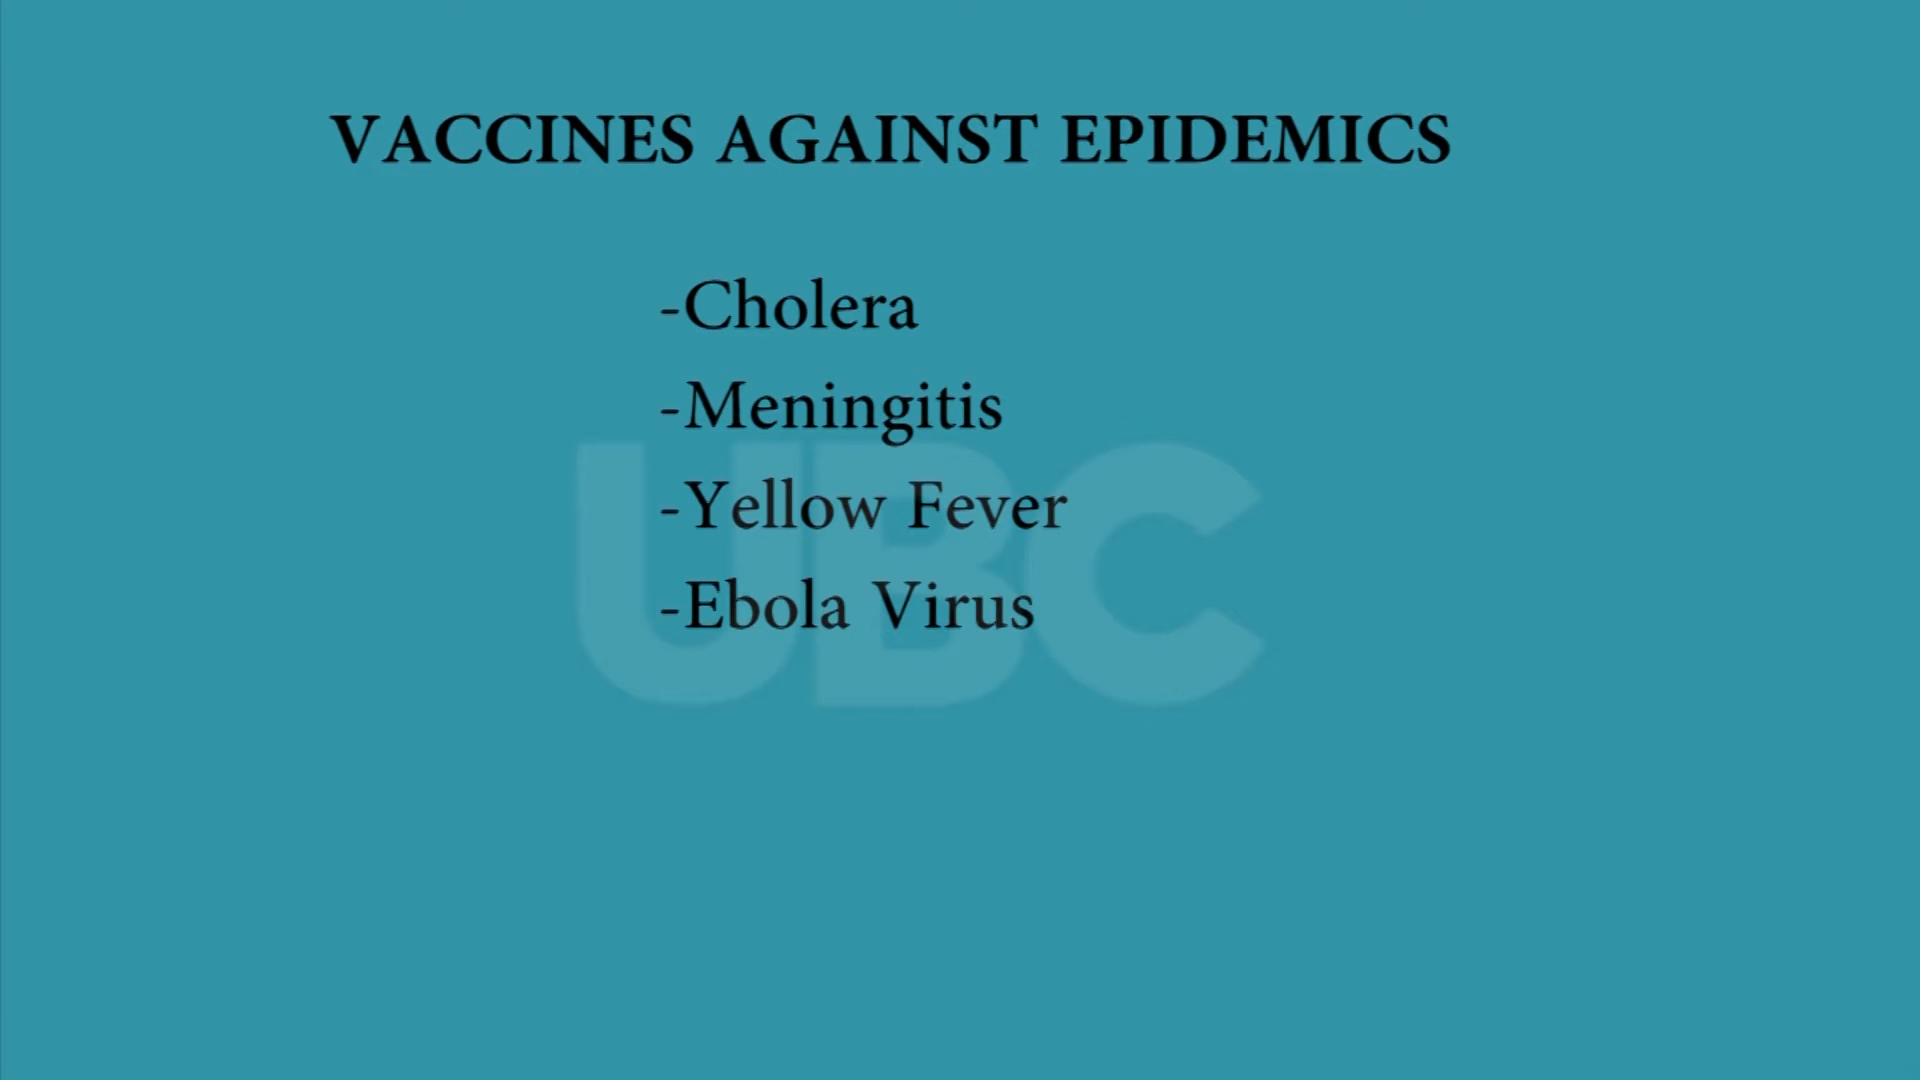 VACCINES AGAINST EPIDEMICS
-Cholera
-Meningitis
-Yellow Fever
-Ebola Virus
UBC